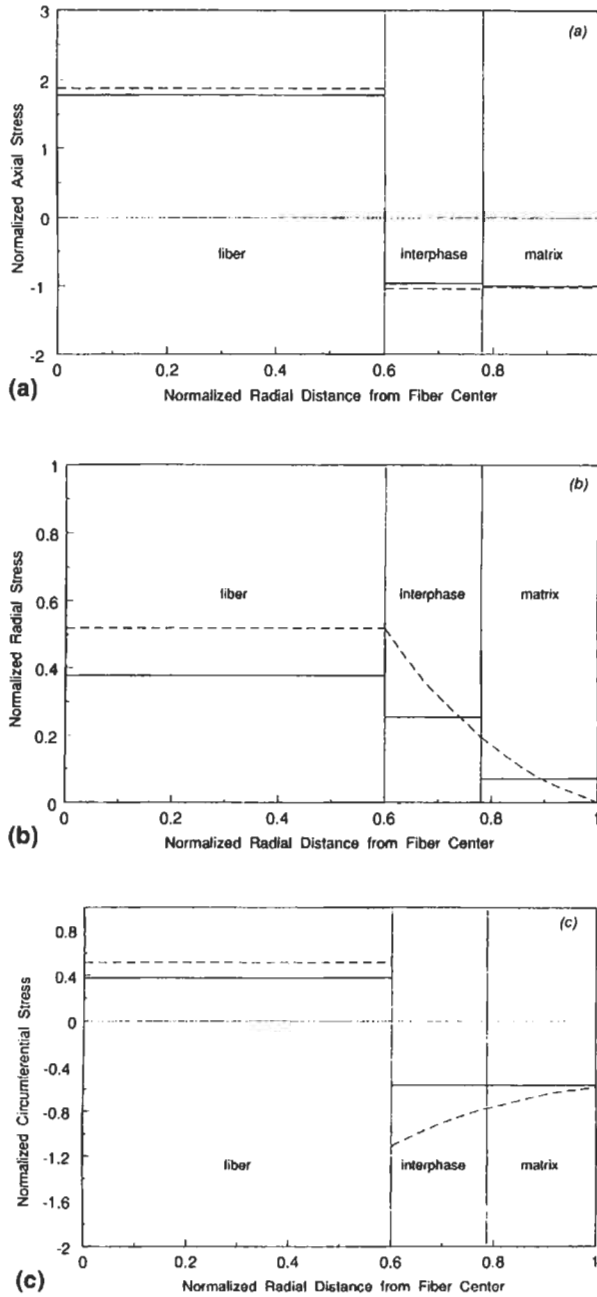 (a)
3
2
1
0
-1
-2
Normalized Axial Stress
fiber
interphase
matrix
0
0.2
0.4
0.6
0.8
Normalized Radial Distance from Fiber Center
(a)
(b)
1
0.8
0.6
0.4
0.2
0
Normalized Radial Stress
fiber
interphase
matrix
0
0.2
0.4
0.6
0.8
1
Normalized Radial Distance from Fiber Center
(b)
(c)
0.8
0.4
0
-0.4
-0.8
-1.2
-1.6
-2
Normalized Circumferential Stress
fiber
interphase
matrix
0
0.2
0.4
0.6
0.8
1
Normalized Radial Distance from Fiber Center
(c)